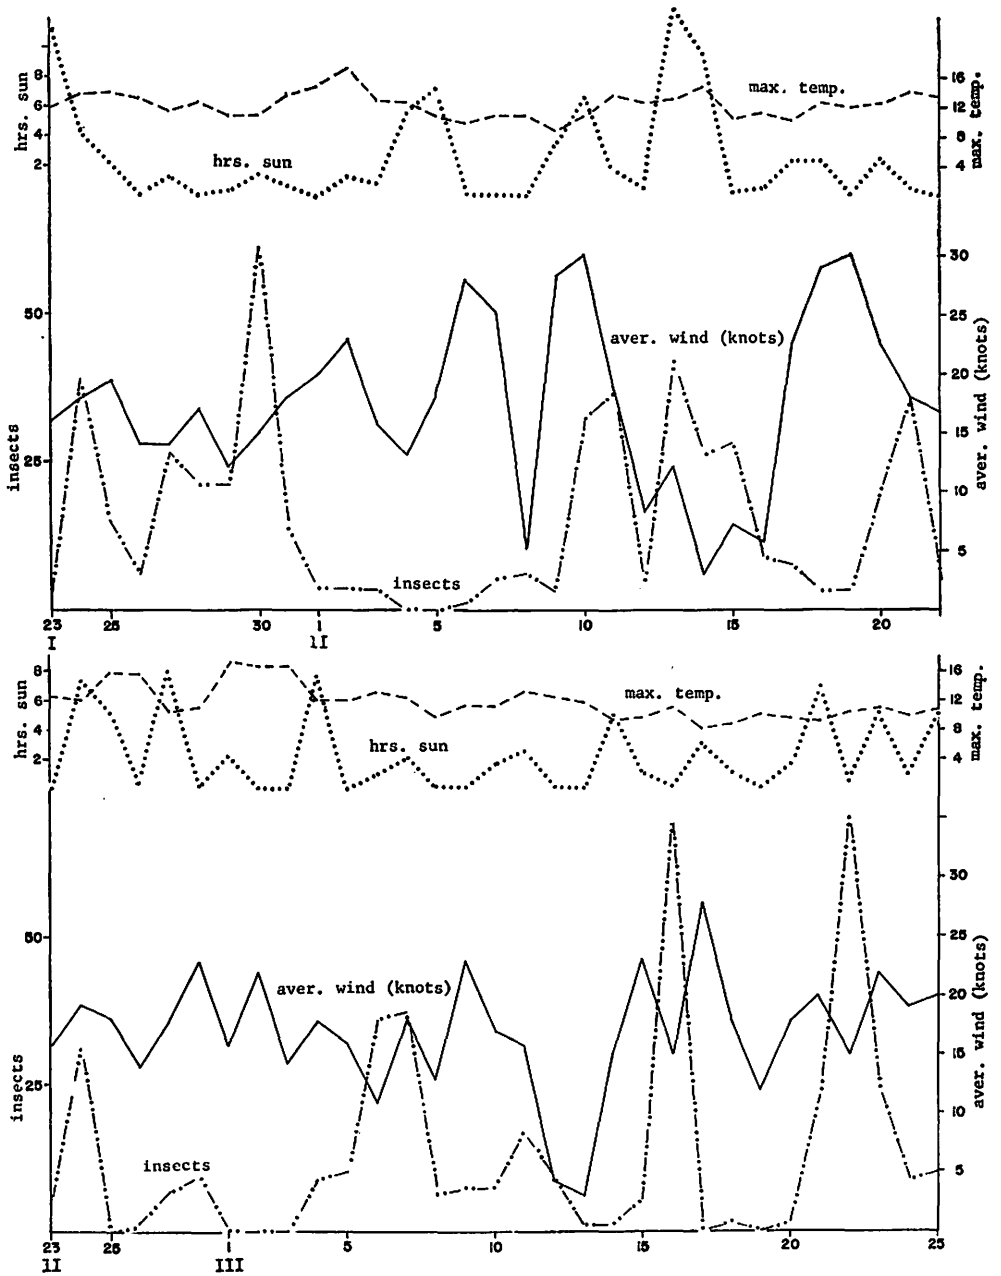 hrs. sun
8
6
4
2
max. temp.
hrs. sun
16
12
8
4
max. temp.
insects
50
25
aver. wind (knots)
insects
30
25
20
15
10
5
aver. wind (knots)
23 25 30 1 5 10 15 20
I II
hrs. sun
8
6
4
2
max. temp.
hrs. sun
16
12
8
4
max. temp.
insects
50
25
aver. wind (knots)
insects
30
25
20
15
10
5
aver. wind (knots)
23 25 1 5 10 15 20 25
II III